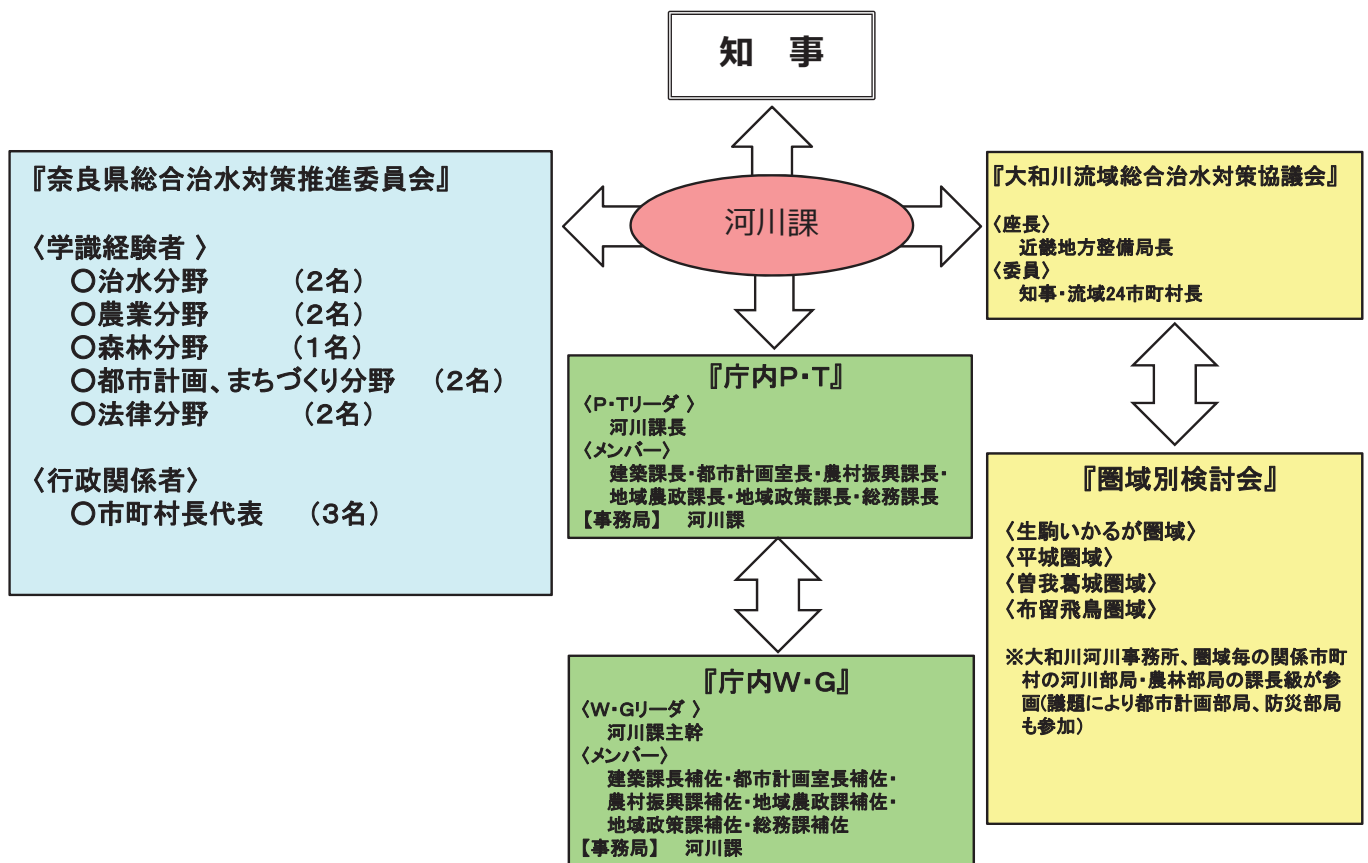 知　事
河川課
『奈良県総合治水対策推進委員会』
〈学識経験者 〉
○治水分野　　　（2名）
○農業分野　　　（2名）
○森林分野　　　（1名）
○都市計画、まちづくり分野　（2名）
○法律分野　　　（2名）
〈行政関係者〉
○市町村長代表　（3名）
『大和川流域総合治水対策協議会』
〈座長〉
近畿地方整備局長
〈委員〉
知事・流域24市町村長
『庁内P・T』
〈P・Tリーダ 〉
河川課長
〈メンバー〉
建築課長・都市計画室長・農村振興課長・
地域農政課長・地域政策課長・総務課長
【事務局】　河川課
『圏域別検討会』
〈生駒いかるが圏域〉
〈平城圏域〉
〈曽我葛城圏域〉
〈布留飛鳥圏域〉
※大和川河川事務所、圏域毎の関係市町
村の河川部局・農林部局の課長級が参
画(議題により都市計画部局、防災部局
も参加)
『庁内W・G』
〈W・Gリーダ 〉
河川課主幹
〈メンバー〉
建築課長補佐・都市計画室長補佐・
農村振興課補佐・地域農政課補佐・
地域政策課補佐・総務課補佐
【事務局】　河川課